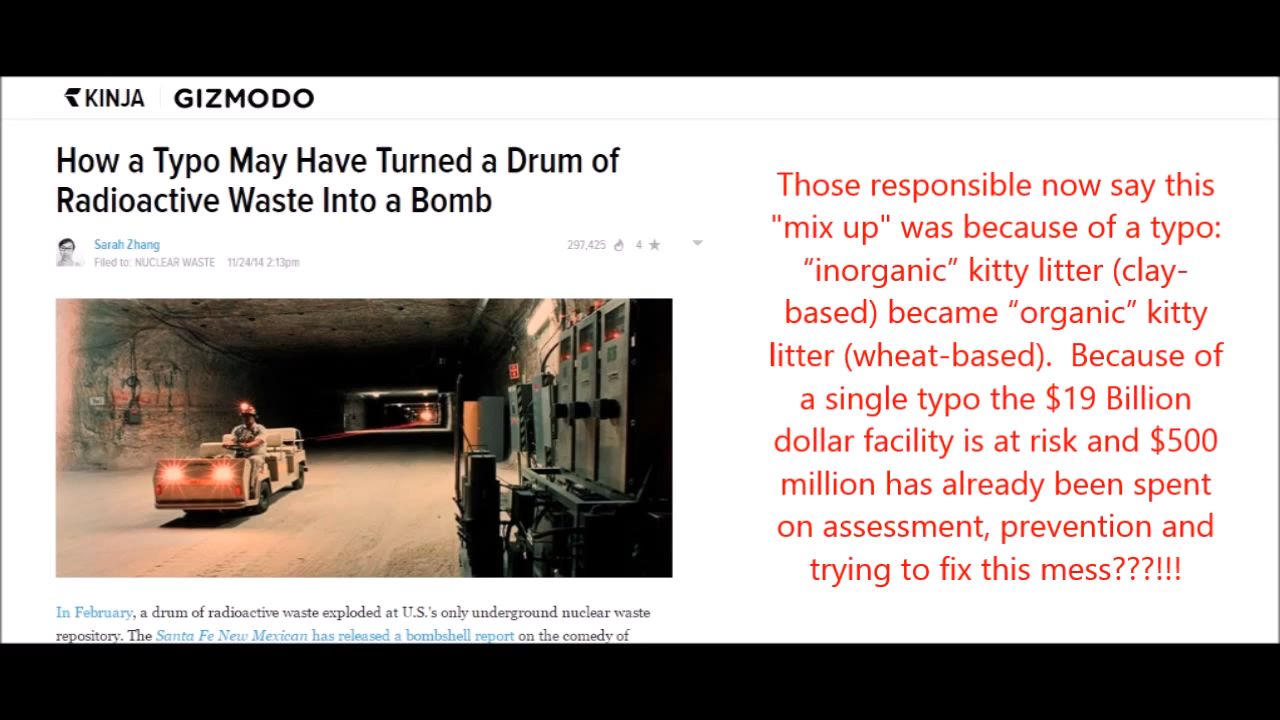 KINJA GIZMODO
How a Typo May Have Turned a Drum of
Radioactive Waste Into a Bomb
Sarah Zhang
297,425 4
Filed to: NUCLEAR WASTE 11/24/14 2:13pm
In February, a drum of radioactive waste exploded at U.S.'s only underground nuclear waste
repository. The Santa Fe New Mexican has released a bombshell report on the comedy of
Those responsible now say this
"mix up" was because of a typo:
“inorganic” kitty litter (clay-
based) became “organic” kitty
litter (wheat-based).  Because of
a single typo the $19 Billion
dollar facility is at risk and $500
million has already been spent
on assessment, prevention and
trying to fix this mess???!!!